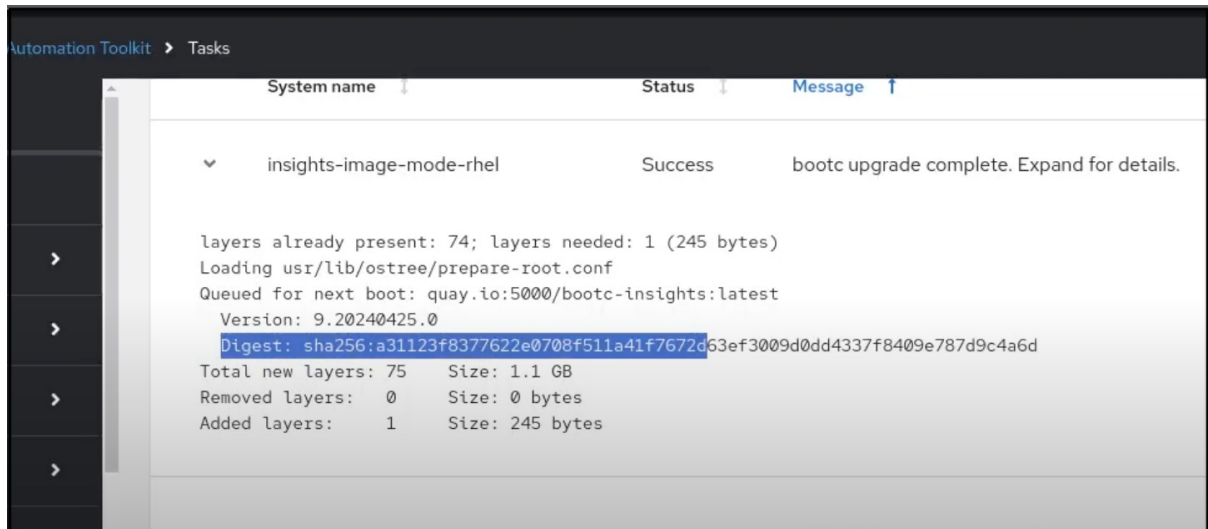 Automation Toolkit > Tasks
System name Status Message
insights-image-mode-rhel Success bootc upgrade complete. Expand for details.
layers already present: 74; layers needed: 1 (245 bytes)
Loading usr/lib/ostree/prepare-root.conf
Queued for next boot: quay.io:5000/bootc-insights:latest
Version: 9.20240425.0
Digest: sha256:a31123f8377622e0708f511a41f7672d63ef3009d0dd4337f8409e787d9c4a6d
Total new layers: 75 Size: 1.1 GB
Removed layers: 0 Size: 0 bytes
Added layers: 1 Size: 245 bytes